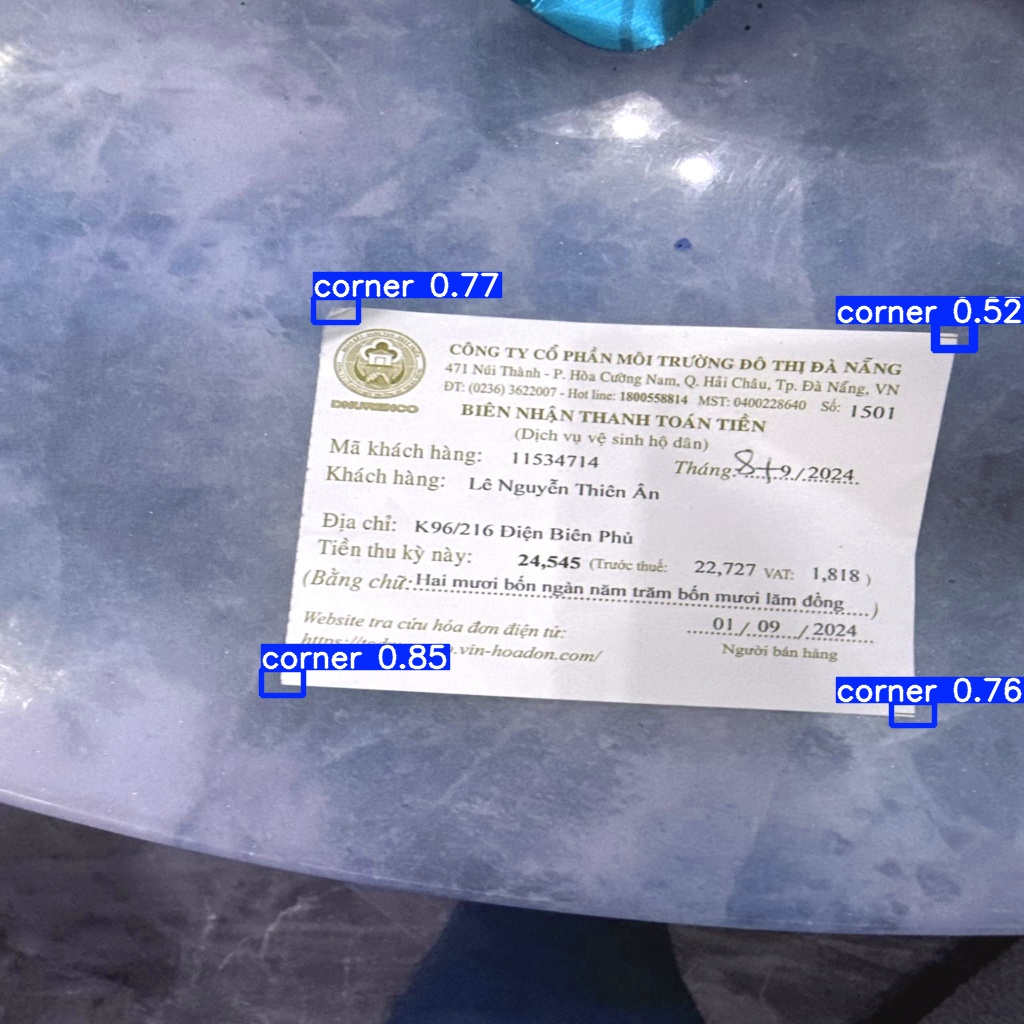 corner 0.77
corner 0.52
CÔNG TY CỔ PHẦN MÔI TRƯỜNG ĐÔ THỊ ĐÀ NẴNG
471 Núi Thành - P. Hòa Cường Nam, Q. Hải Châu, Tp. Đà Nẵng, VN
ĐT: (0236) 3622007 - Hot line: 1800558814 MST: 0400228640 Số: 1501
DNURENCO
BIÊN NHẬN THANH TOÁN TIỀN
(Dịch vụ vệ sinh hộ dân)
Mã khách hàng: 11534714 Tháng 8+9/2024
Khách hàng: Lê Nguyễn Thiên Ân
Địa chỉ: K96/216 Điện Biên Phủ
Tiền thu kỳ này: 24,545 (Trước thuế: 22,727 VAT: 1,818 )
(Bằng chữ: Hai mươi bốn ngàn năm trăm bốn mươi lăm đồng )
01 / 09 / 2024
Website tra cứu hóa đơn điện tử:
Người bán hàng
.vin-hoadon.com/
corner 0.85
corner 0.76